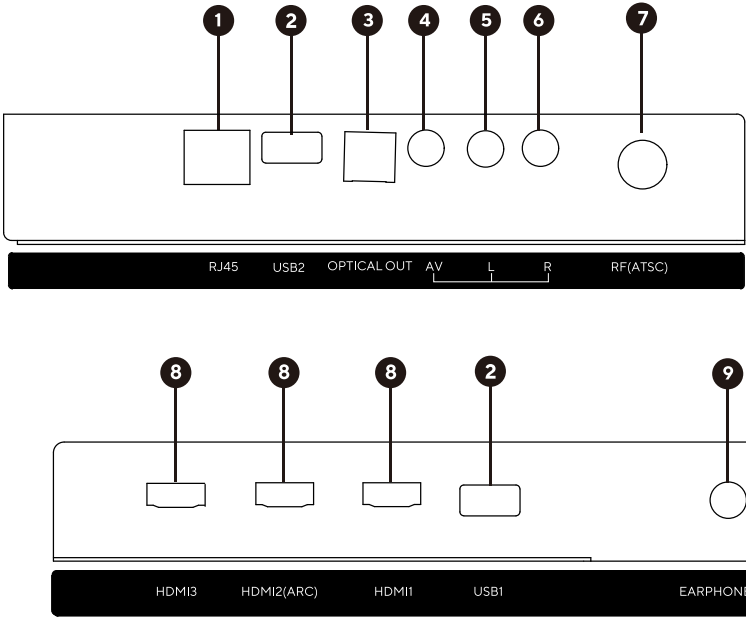 1 2 3 4 5 6 7
RJ45 USB2 OPTICAL OUT AV L R RF(ATSC)
8 8 8 2 9
HDMI3 HDMI2(ARC) HDMI1 USB1 EARPHONE